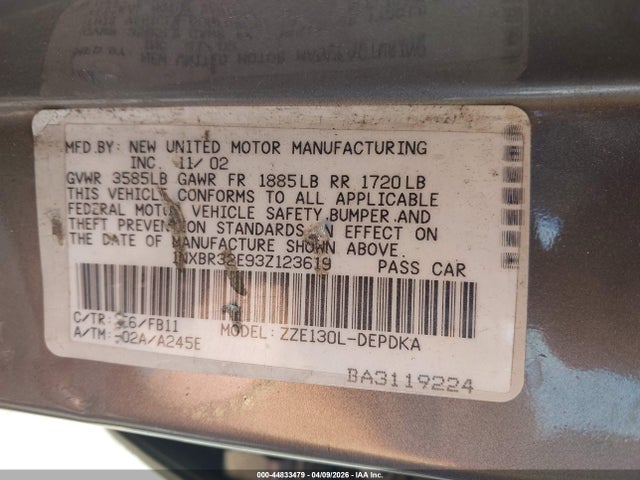 MFD.BY: NEW UNITED MOTOR MANUFACTURING
INC. 11/02
GVWR 3585LB GAWR FR 1885LB RR 1720LB
THIS VEHICLE CONFORMS TO ALL APPLICABLE
FEDERAL MOTOR VEHICLE SAFETY, BUMPER, AND
THEFT PREVENTION STANDARDS IN EFFECT ON
THE DATE OF MANUFACTURE SHOWN ABOVE.
1NXBR32E93Z123619 PASS CAR
C/TR: /FB11
A/TM: -02A/A245E MODEL: ZZE130L-DEPDKA
BA3119224
000-44833479 - 04/09/2026 - IAA Inc.